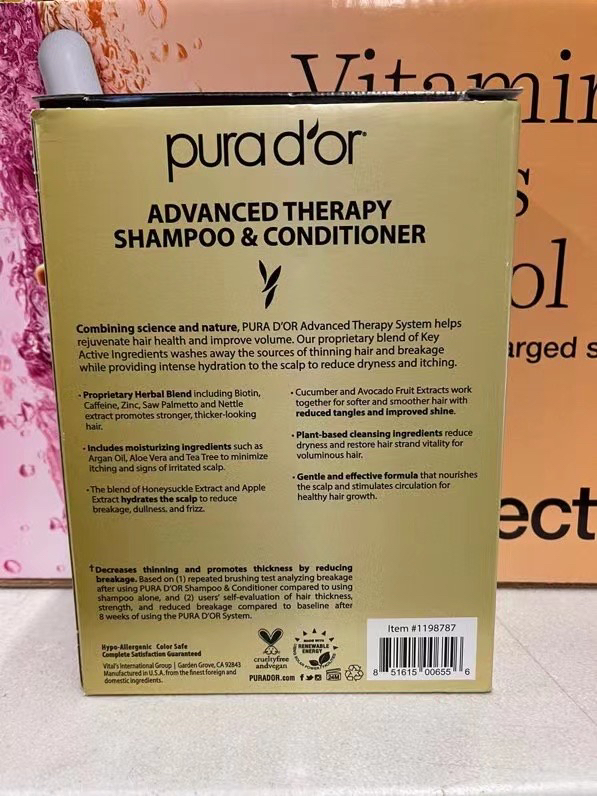 Vitamin
s
ol
arged s
ect
pura d'or®
ADVANCED THERAPY
SHAMPOO & CONDITIONER
Combining science and nature, PURA D'OR Advanced Therapy System helps
rejuvenate hair health and improve volume. Our proprietary blend of Key
Active Ingredients washes away the sources of thinning hair and breakage
while providing intense hydration to the scalp to reduce dryness and itching.
• Proprietary Herbal Blend including Biotin,
Caffeine, Zinc, Saw Palmetto and Nettle
extract promotes stronger, thicker-looking
hair.
• Includes moisturizing ingredients such as
Argan Oil, Aloe Vera and Tea Tree to minimize
itching and signs of irritated scalp.
• The blend of Honeysuckle Extract and Apple
Extract hydrates the scalp to reduce
breakage, dullness, and frizz.
• Cucumber and Avocado Fruit Extracts work
together for softer and smoother hair with
reduced tangles and improved shine.
• Plant-based cleansing ingredients reduce
dryness and restore hair strand vitality for
voluminous hair.
• Gentle and effective formula that nourishes
the scalp and stimulates circulation for
healthy hair growth.
†Decreases thinning and promotes thickness by reducing
breakage. Based on (1) repeated brushing test analyzing breakage
after using PURA D'OR Shampoo & Conditioner compared to using
shampoo alone, and (2) users' self-evaluation of hair thickness,
strength, and reduced breakage compared to baseline after
8 weeks of using the PURA D'OR System.
Hypo-Allergenic Color Safe
Complete Satisfaction Guaranteed
Vital's International Group | Garden Grove, CA 92843
Manufactured in U.S.A. from the finest foreign and
domestic ingredients.
crueltyfree
andvegan
MADE WITH
RENEWABLE
ENERGY
SOLAR POWER
PURADOR.com
24M
Item #1198787
8 51615 00655 6